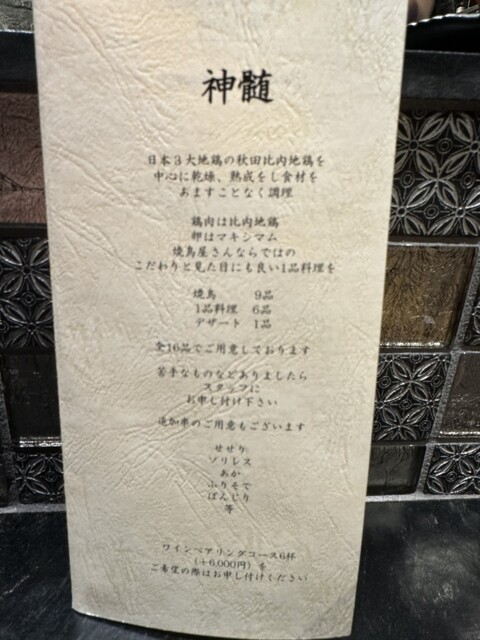 神髄
日本3大地鶏の秋田比内地鶏を
中心に乾燥、熟成をし食材を
あますことなく調理
鶏肉は比内地鶏
卵はマキシマム
焼鳥屋さんならではの
こだわりと見た目にも良い1品料理を
焼鳥 9品
1品料理 6品
デザート 1品
全16品でご用意しております
苦手なものなどありましたら
スタッフに
お申し付け下さい
追加串のご用意もございます
せせり
ソリレス
あか
ふりそで
ぼんじり
等
ワインペアリングコース6杯
(+6,000円)を
ご希望の際はお申し付けください